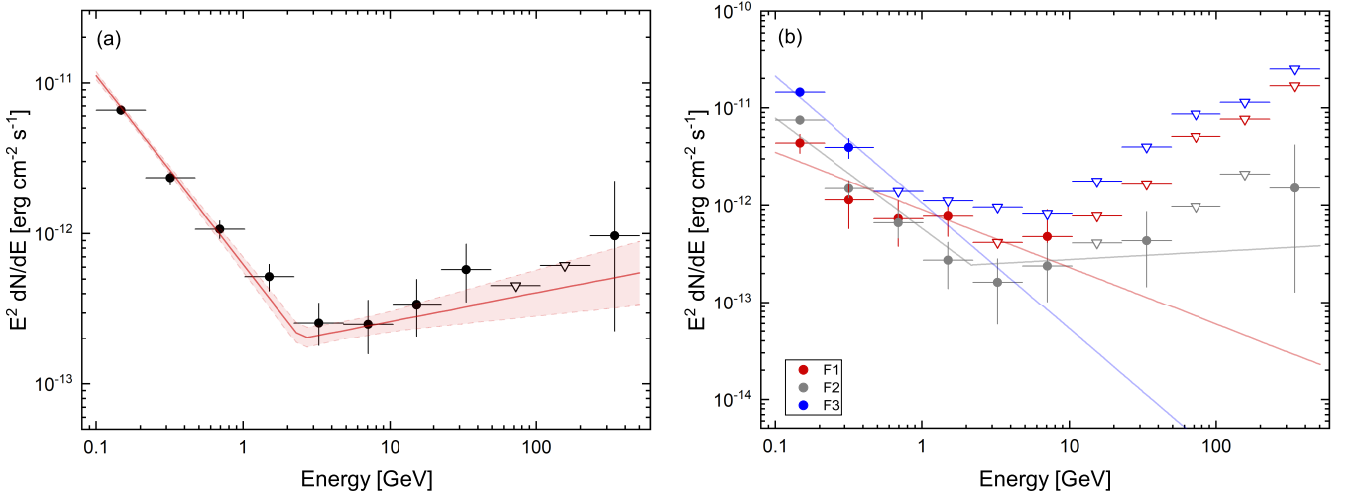 (a)
10⁻¹¹
10⁻¹²
10⁻¹³
E² dN/dE [erg cm⁻² s⁻¹]
0.1 1 10 100
Energy [GeV]
(b)
10⁻¹⁰
10⁻¹¹
10⁻¹²
10⁻¹³
10⁻¹⁴
E² dN/dE [erg cm⁻² s⁻¹]
F1
F2
F3
0.1 1 10 100
Energy [GeV]